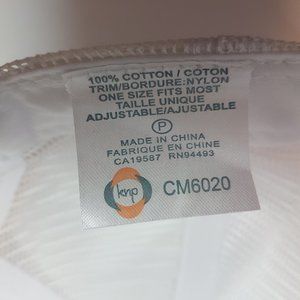 100% COTTON / COTON
TRIM/BORDURE:NYLON
ONE SIZE FITS MOST
TAILLE UNIQUE
ADJUSTABLE/AJUSTABLE
P
MADE IN CHINA
FABRIQUE EN CHINE
CA19587 RN94493
knp CM6020